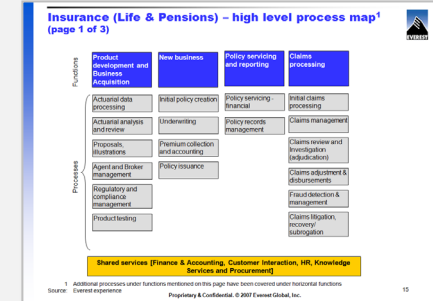 Insurance (Life & Pensions) – high level process map1
(page 1 of 3)
EVEREST
Functions
Product
development and
Business
Acquisition
New business
Policy servicing
and reporting
Claims
processing
Processes
Actuarial data
processing
Actuarial analysis
and review
Proposals,
illustrations
Agent and Broker
management
Regulatory and
compliance
management
Product testing
Initial policy creation
Underwriting
Premium collection
and accounting
Policy issuance
Policy servicing -
financial
Policy records
management
Initial claims
processing
Claims management
Claims review and
Investigation
(adjudication)
Claims adjustment &
disbursements
Fraud detection &
management
Claims litigation,
recovery/
subrogation
Shared services [Finance & Accounting, Customer Interaction, HR, Knowledge
Services and Procurement]
1 Additional processes under functions mentioned on this page have been covered under horizontal functions
Source: Everest experience
Proprietary & Confidential. © 2007 Everest Global, Inc.
15